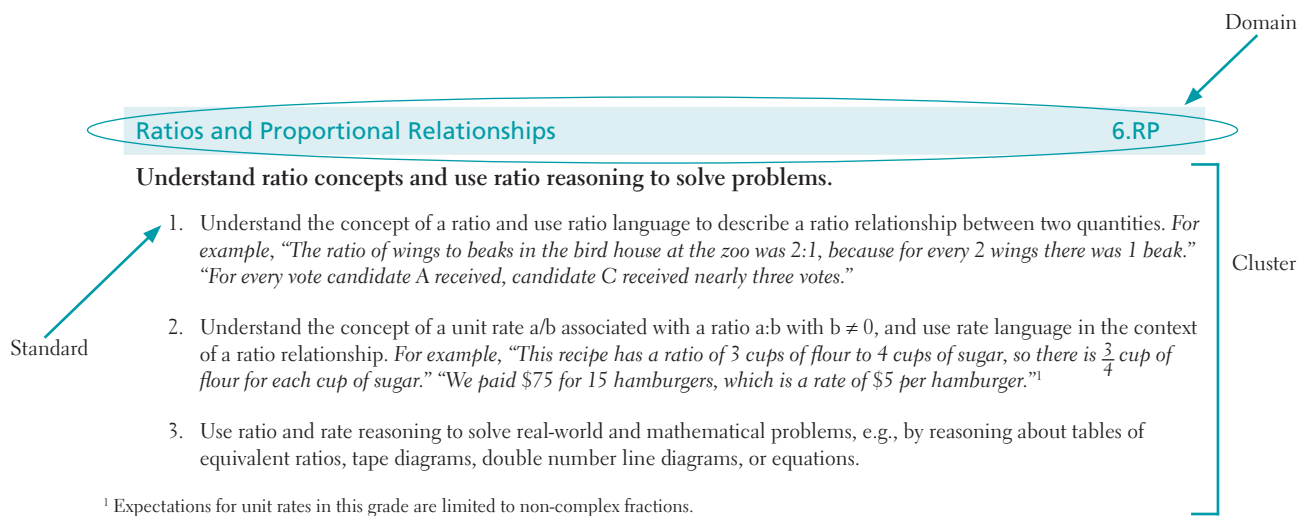 Domain
Ratios and Proportional Relationships 6.RP
Understand ratio concepts and use ratio reasoning to solve problems.
1. Understand the concept of a ratio and use ratio language to describe a ratio relationship between two quantities. For
example, “The ratio of wings to beaks in the bird house at the zoo was 2:1, because for every 2 wings there was 1 beak.”
“For every vote candidate A received, candidate C received nearly three votes.”
Cluster
2. Understand the concept of a unit rate a/b associated with a ratio a:b with b ≠ 0, and use rate language in the context
Standard
of a ratio relationship. For example, “This recipe has a ratio of 3 cups of flour to 4 cups of sugar, so there is 3/4 cup of
flour for each cup of sugar.” “We paid $75 for 15 hamburgers, which is a rate of $5 per hamburger.”¹
3. Use ratio and rate reasoning to solve real-world and mathematical problems, e.g., by reasoning about tables of
equivalent ratios, tape diagrams, double number line diagrams, or equations.
¹ Expectations for unit rates in this grade are limited to non-complex fractions.